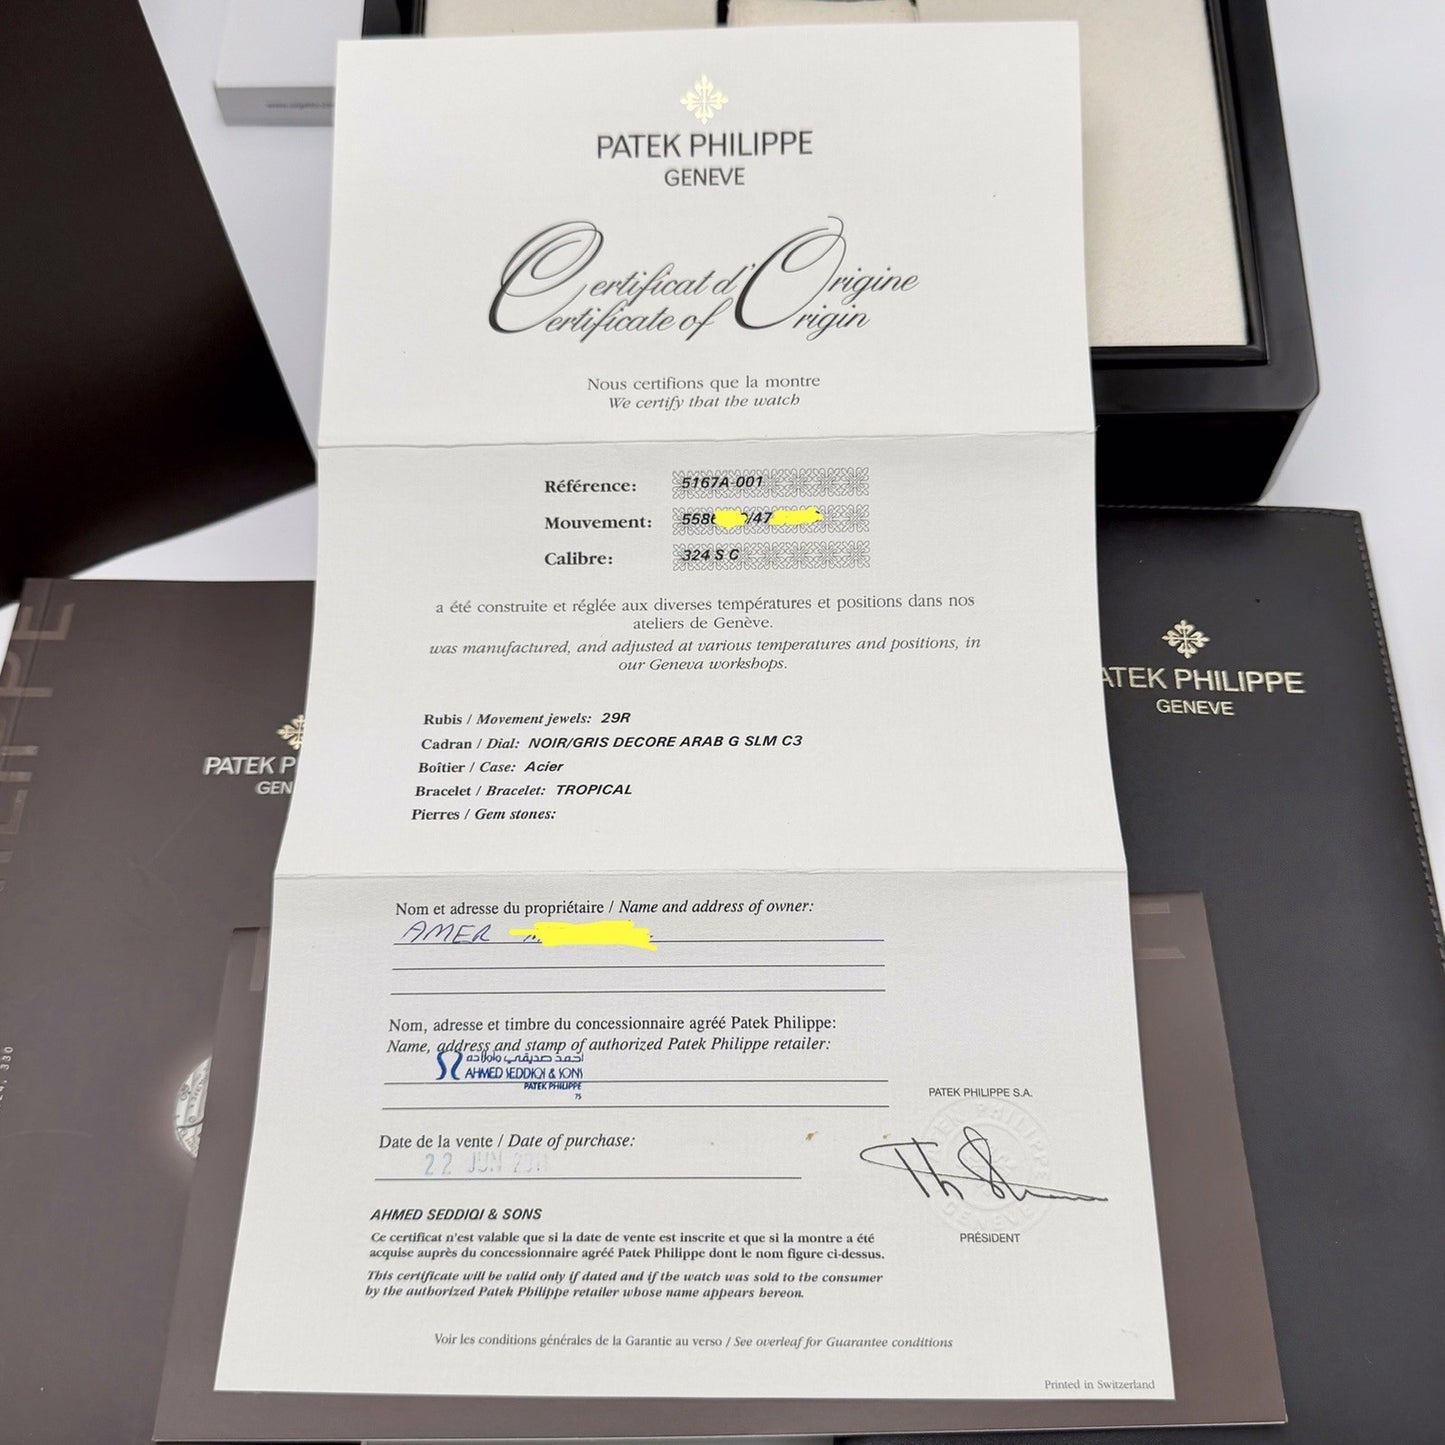 PATEK PHILIPPE
GENEVE
Certificat d'Origine
Certificate of Origin
Nous certifions que la montre
We certify that the watch
Référence: 5167A-001
Mouvement: 558 /47
Calibre: 324 S C
a été construite et réglée aux diverses températures et positions dans nos
ateliers de Genève.
was manufactured, and adjusted at various temperatures and positions, in
our Geneva workshops.
Rubis / Movement jewels: 29R
Cadran / Dial: NOIR/GRIS DECORE ARAB G SLM C3
Boîtier / Case: Acier
Bracelet / Bracelet: TROPICAL
Pierres / Gem stones:
Nom et adresse du propriétaire / Name and address of owner:
AMER
Nom, adresse et timbre du concessionnaire agréé Patek Philippe:
Name, address and stamp of authorized Patek Philippe retailer:
أحمد صديقي وأولاده
AHMED SEDDIQI & SONS
PATEK PHILIPPE
75
PATEK PHILIPPE S.A.
Date de la vente / Date of purchase:
22 JUN
PRÉSIDENT
AHMED SEDDIQI & SONS
Ce certificat n'est valable que si la date de vente est inscrite et que si la montre a été
acquise auprès du concessionnaire agréé Patek Philippe dont le nom figure ci-dessus.
This certificate will be valid only if dated and if the watch was sold to the consumer
by the authorized Patek Philippe retailer whose name appears hereon.
Voir les conditions générales de la Garantie au verso / See overleaf for Guarantee conditions
Printed in Switzerland
PATEK P
GEN
ATEK PHILIPPE
GENEVE